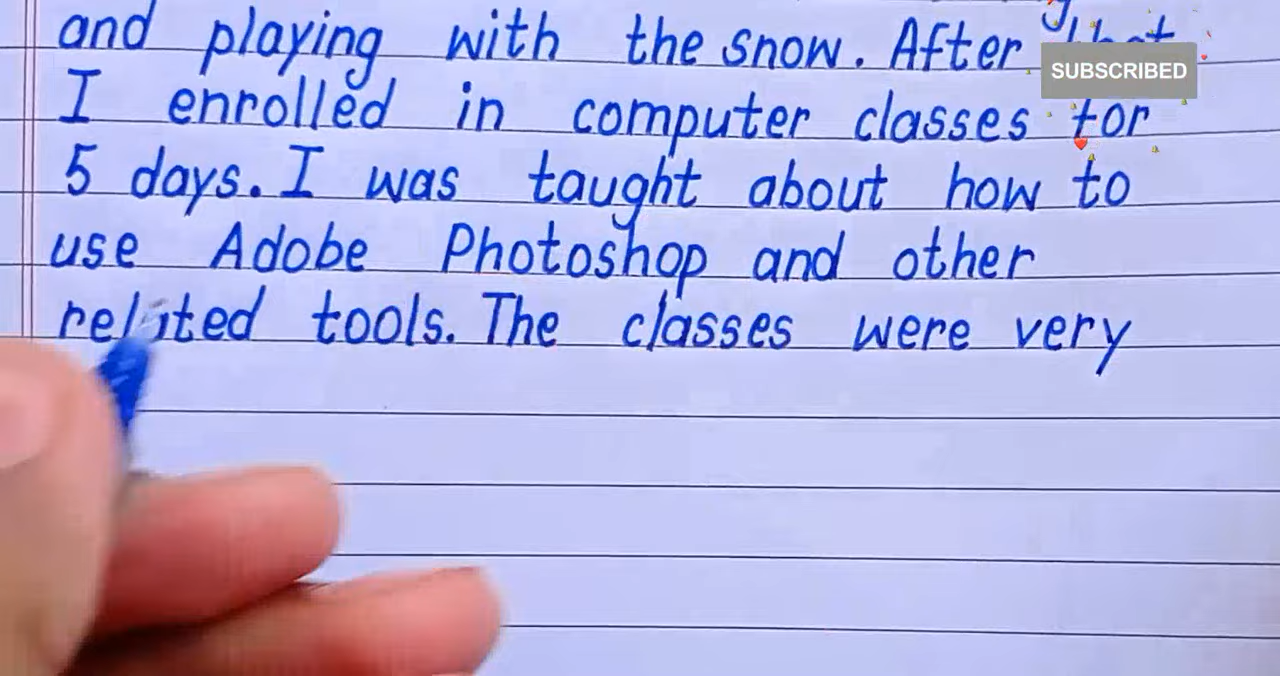 and playing with the snow. After that
SUBSCRIBED
I enrolled in computer classes for
5 days. I was taught about how to
use Adobe Photoshop and other
related tools. The classes were very